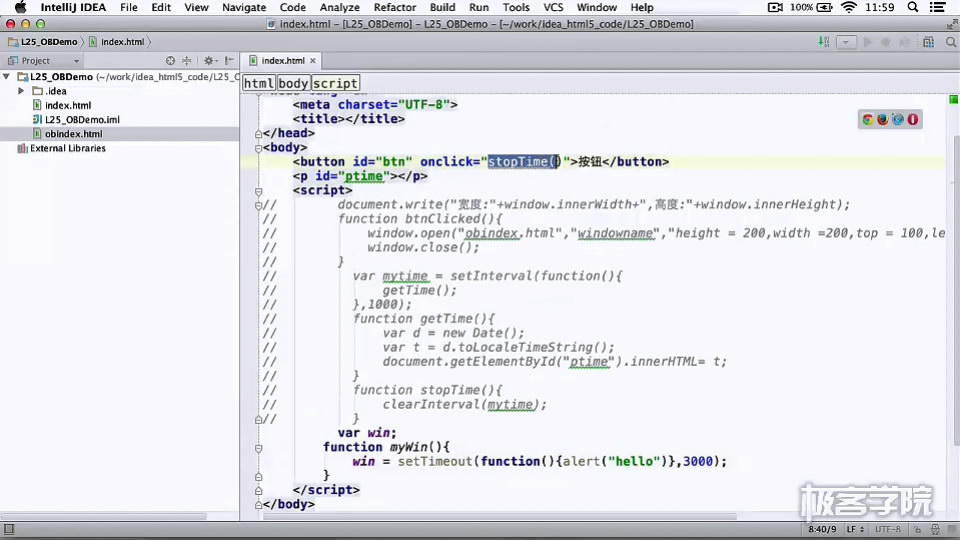 IntelliJ IDEA File Edit View Navigate Code Analyze Refactor Build Run Tools VCS Window Help 100% 11:59
index.html – [L25_OBDemo] – L25_OBDemo – [~/work/idea_html5_code/L25_OBDemo]
L25_OBDemo index.html
Project
index.html
L25_OBDemo (~/work/idea_html5_code/L25_O
.idea
index.html
L25_OBDemo.iml
obindex.html
External Libraries
html body script
<meta charset="UTF-8">
<title></title>
</head>
<body>
<button id="btn" onclick="stopTime()">按钮</button>
<p id="ptime"></p>
<script>
// document.write("宽度:"+window.innerWidth+",高度:"+window.innerHeight);
// function btnClicked(){
// window.open("obindex.html","windowname","height = 200,width =200,top = 100,le
// window.close();
// }
// var mytime = setInterval(function(){
// getTime();
// },1000);
// function getTime(){
// var d = new Date();
// var t = d.toLocaleTimeString();
// document.getElementById("ptime").innerHTML= t;
// }
// function stopTime(){
// clearInterval(mytime);
// }
var win;
function myWin(){
win = setTimeout(function(){alert("hello")},3000);
}
</script>
</body>
极客学院
8:40/9 LF UTF-8